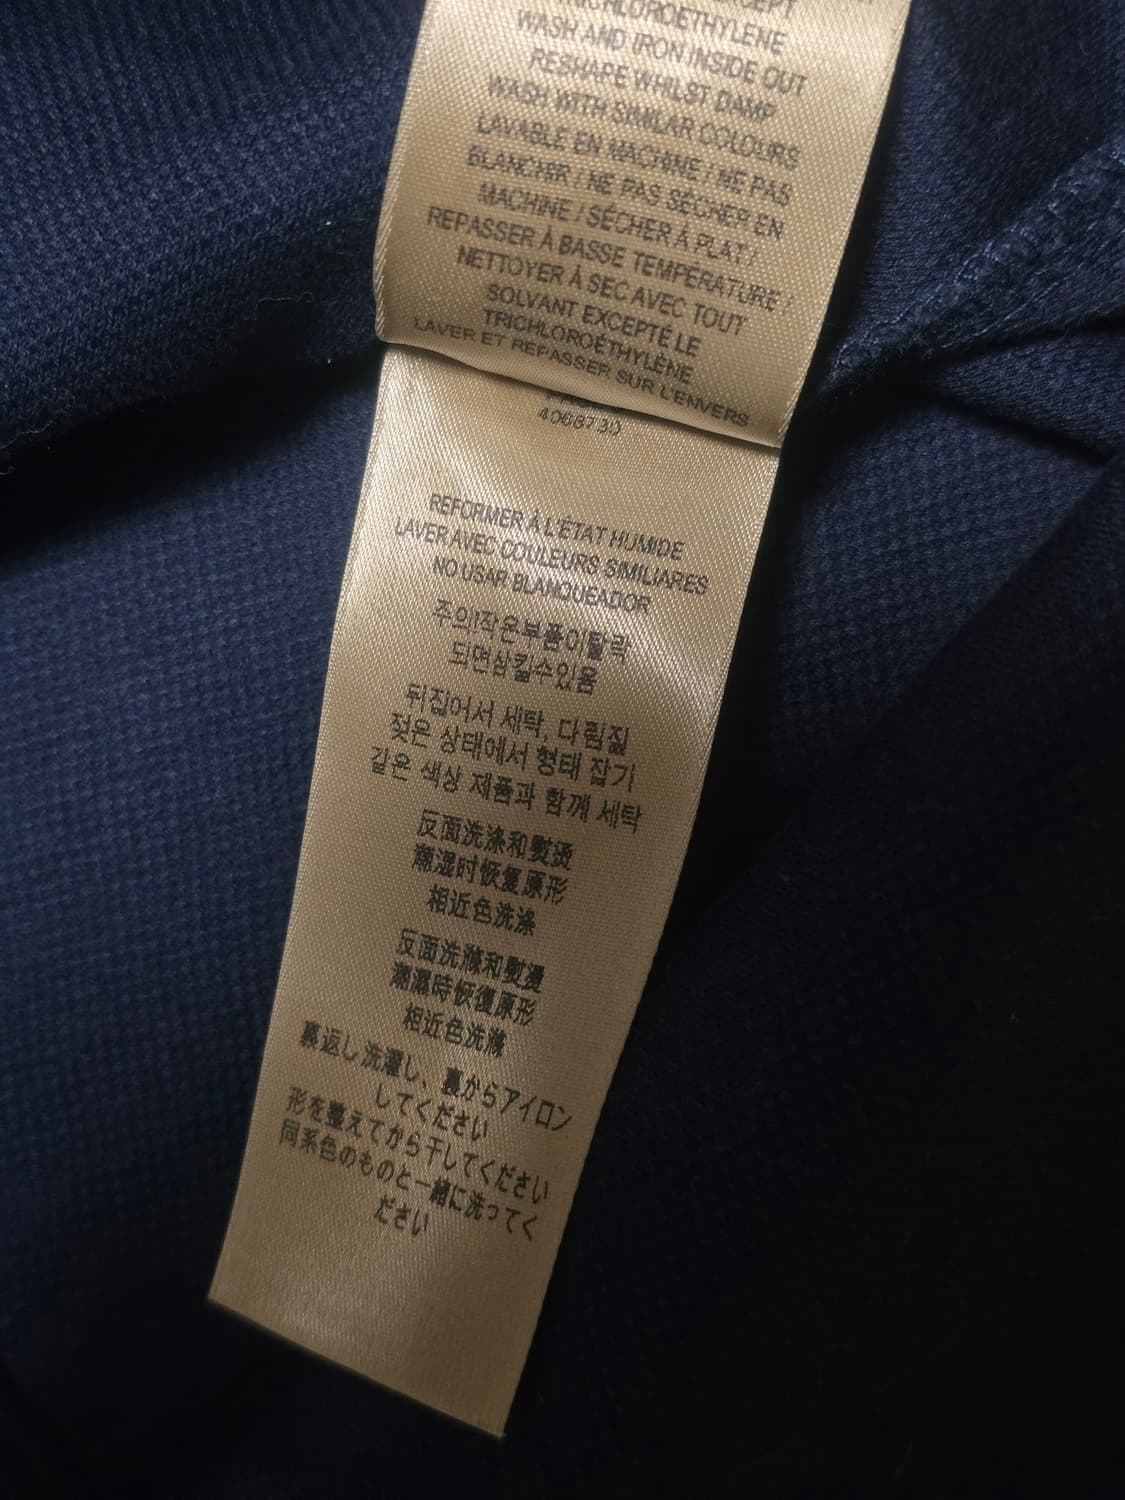 EXCEPT
TRICHLOROETHYLENE
WASH AND IRON INSIDE OUT
RESHAPE WHILST DAMP
WASH WITH SIMILAR COLOURS
LAVABLE EN MACHINE / NE PAS
BLANCHIR / NE PAS SÉCHER EN
MACHINE / SÉCHER À PLAT /
REPASSER À BASSE TEMPÉRATURE /
NETTOYER À SEC AVEC TOUT
SOLVANT EXCEPTÉ LE
TRICHLOROÉTHYLÈNE
LAVER ET REPASSER SUR L'ENVERS
4068730
REFORMER À L'ÉTAT HUMIDE
LAVER AVEC COULEURS SIMILIARES
NO USAR BLANQUEADOR
주의!작은부품이탈락
되면삼킬수있음
뒤집어서 세탁, 다림질
젖은 상태에서 형태 잡기
같은 색상 제품과 함께 세탁
反面洗涤和熨烫
潮湿时恢复原形
相近色洗涤
反面洗滌和熨燙
潮濕時恢復原形
相近色洗滌
裏返し洗濯し、裏からアイロン
してください
形を整えてから干してください
同系色のものと一緒に洗ってく
ださい